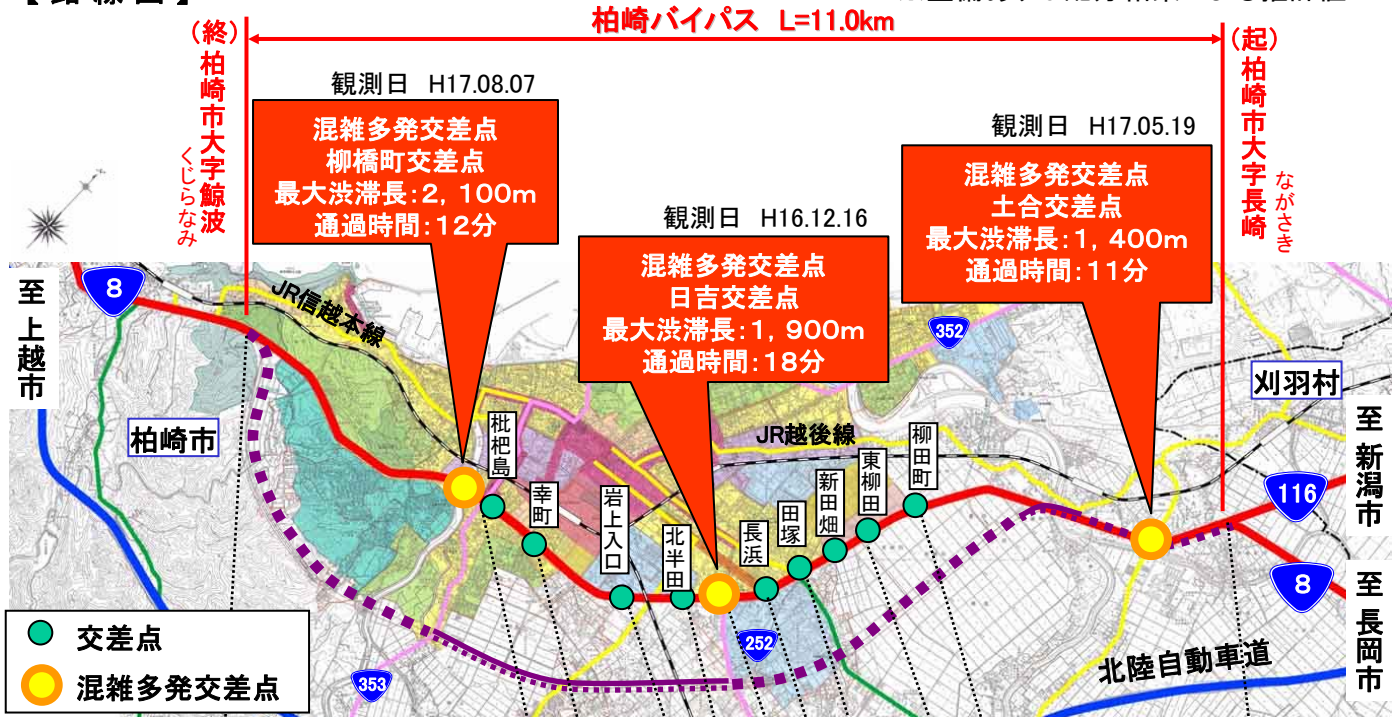 【路線図】
柏崎バイパス L=11.0km
(終)
柏崎市大字鯨波
くじらなみ
(起)
柏崎市大字長崎
ながさき
観測日 H17.08.07
混雑多発交差点
柳橋町交差点
最大渋滞長:2,100m
通過時間:12分
観測日 H16.12.16
混雑多発交差点
日吉交差点
最大渋滞長:1,900m
通過時間:18分
観測日 H17.05.19
混雑多発交差点
土合交差点
最大渋滞長:1,400m
通過時間:11分
至上越市
8
JR信越本線
352
刈羽村
柏崎市
JR越後線
至新潟市
116
枇杷島
幸町
岩上入口
北半田
長浜
田塚
新田畑
東柳田
柳田町
8
至長岡市
252
353
北陸自動車道
交差点
混雑多発交差点